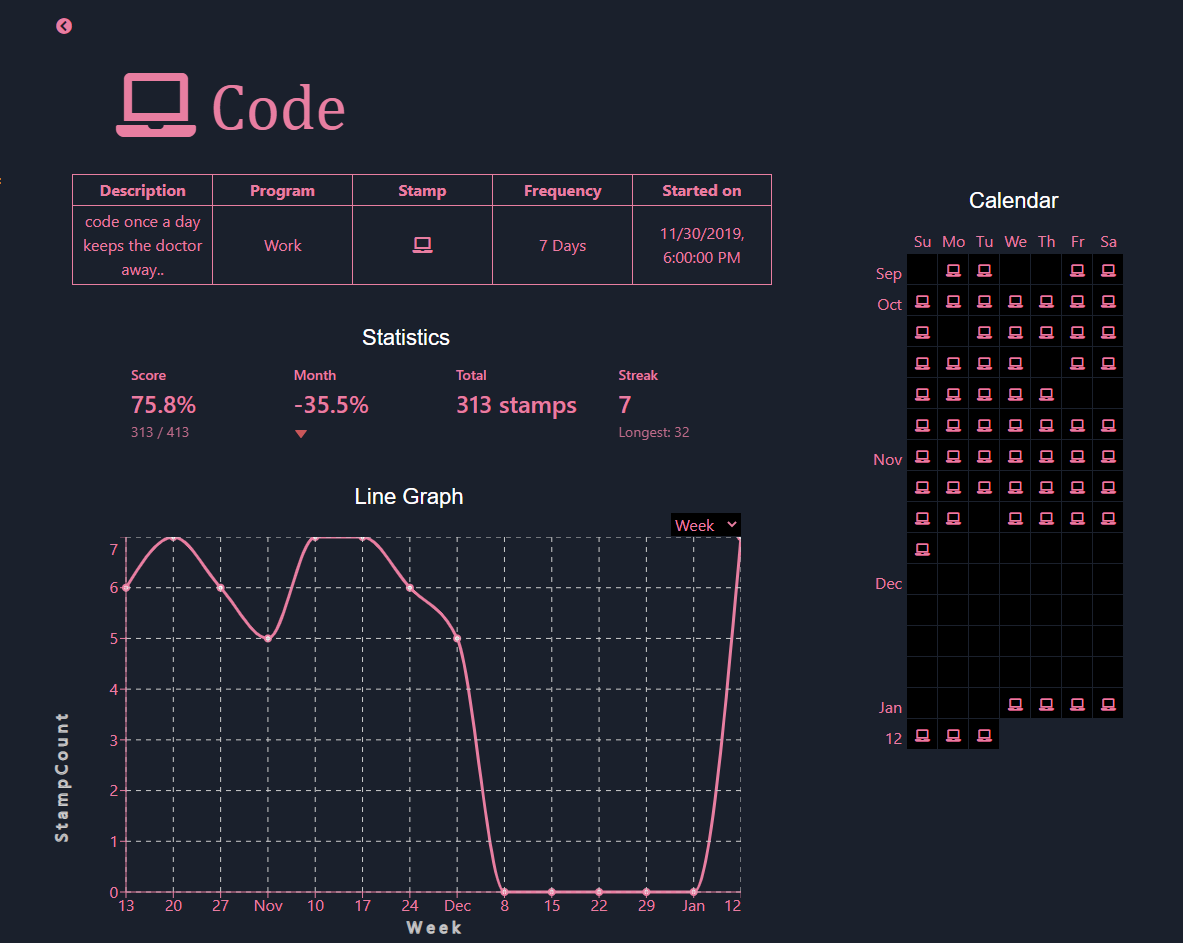 Code
Description Program Stamp Frequency Started on
code once a day
keeps the doctor
away..
Work
7 Days
11/30/2019,
6:00:00 PM
Statistics
Score Month Total Streak
75.8% -35.5% 313 stamps 7
313 / 413 Longest: 32
Line Graph
Week
7
6
5
4
3
2
1
0
StampCount
13 20 27 Nov 10 17 24 Dec 8 15 22 29 Jan 12
Week
Calendar
Su Mo Tu We Th Fr Sa
Sep
Oct
Nov
Dec
Jan
12